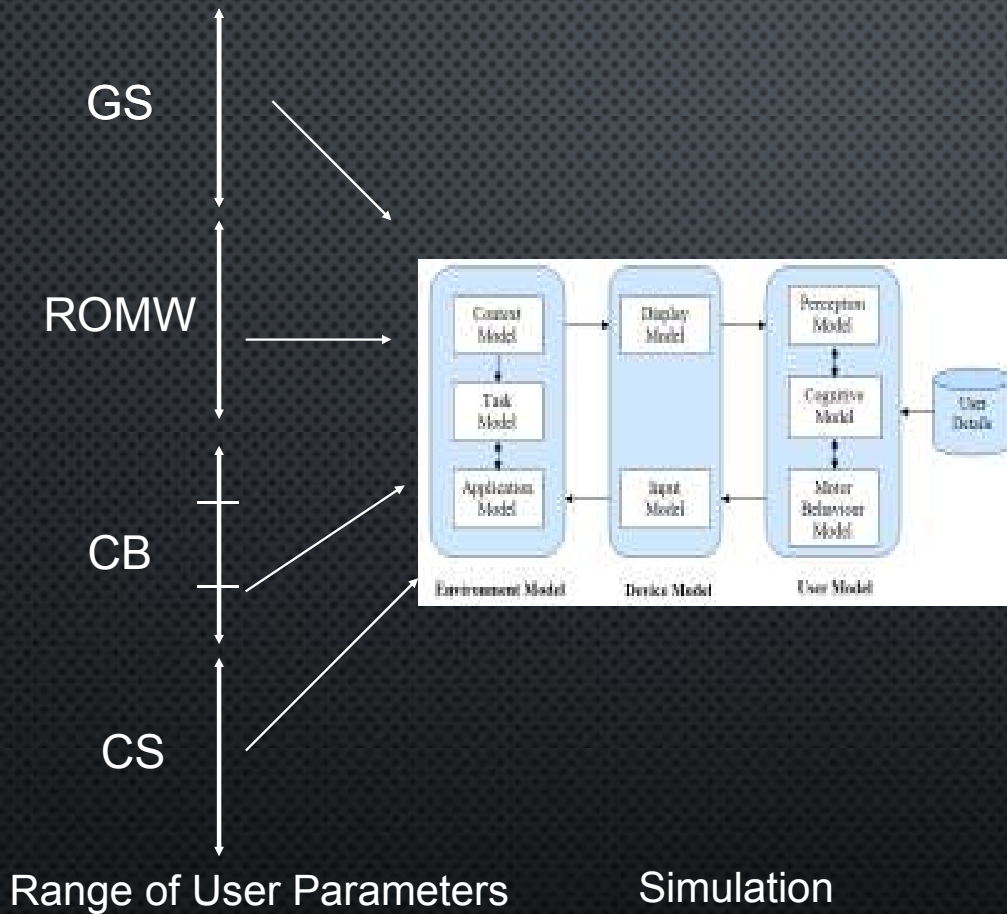 GS
ROMW
CB
CS
Context
Model
Task
Model
Application
Model
Display
Model
Input
Model
Perception
Model
Cognitive
Model
Motor
Behaviour
Model
User
Details
Environment Model
Device Model
User Model
Range of User Parameters
Simulation